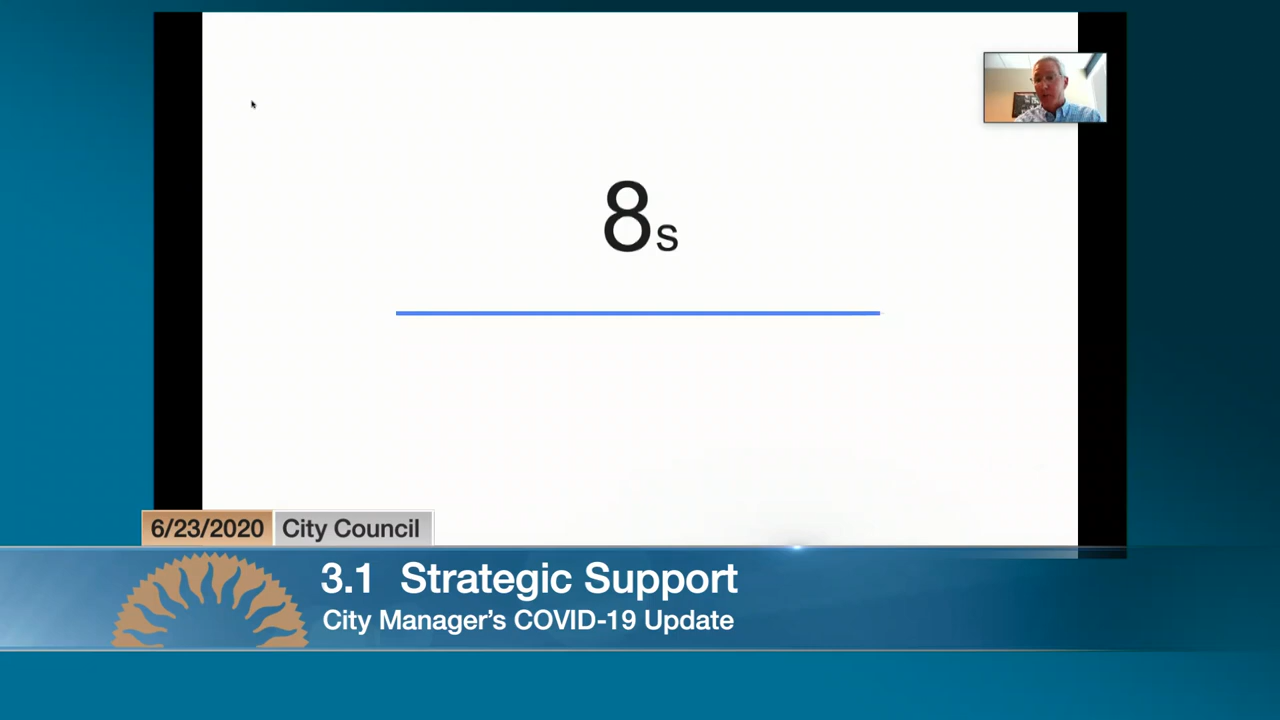 8s
6/23/2020 City Council
3.1 Strategic Support
City Manager's COVID-19 Update